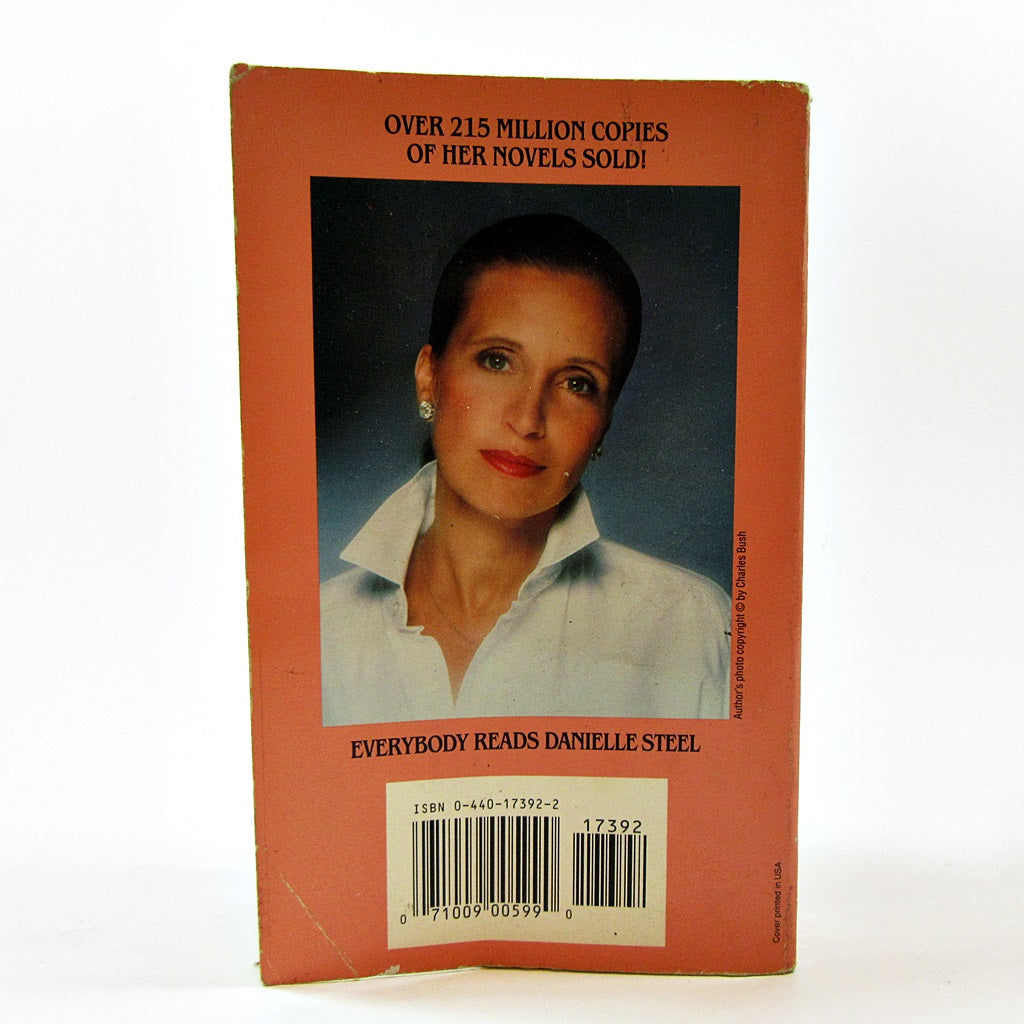 OVER 215 MILLION COPIES
OF HER NOVELS SOLD!
Author's photo copyright © by Charles Bush
EVERYBODY READS DANIELLE STEEL
ISBN 0-440-17392-2
17392
0 71009 00599 0
Cover printed in USA